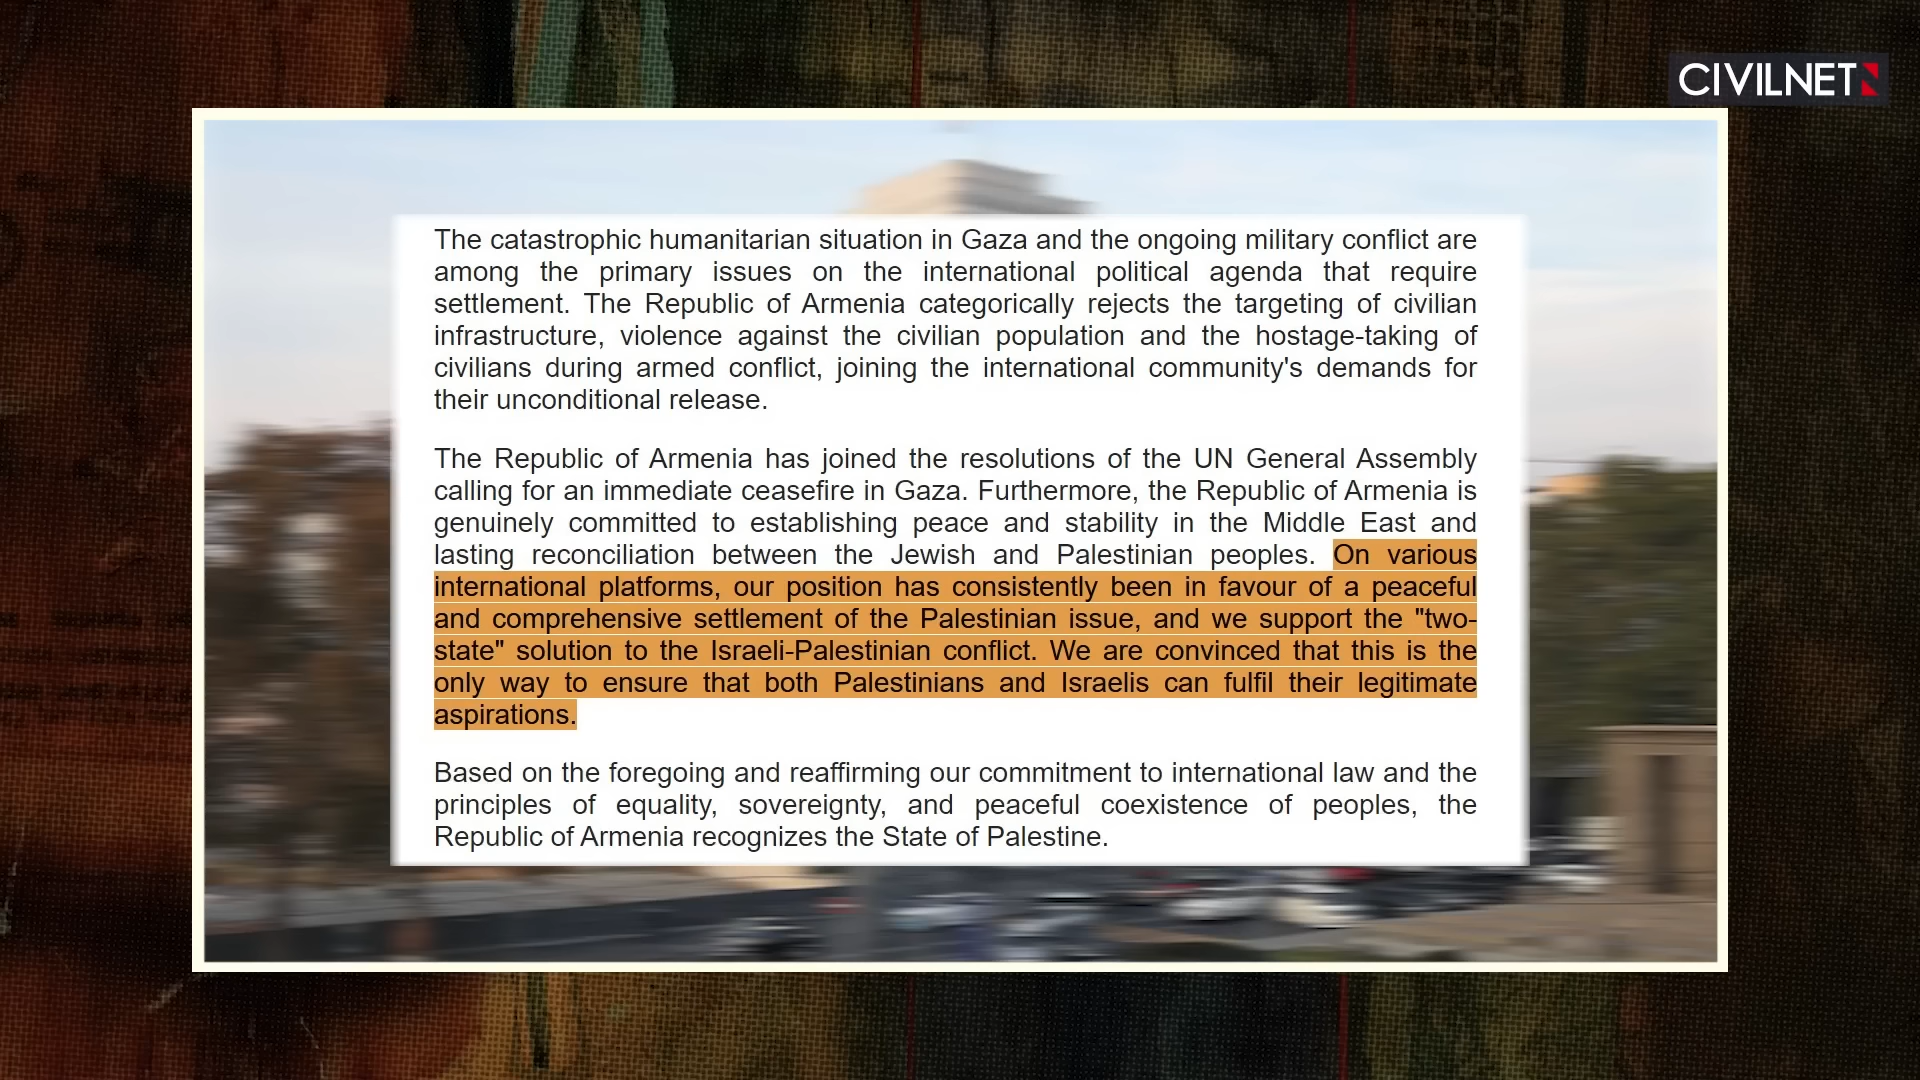 CIVILNET
The catastrophic humanitarian situation in Gaza and the ongoing military conflict are
among the primary issues on the international political agenda that require
settlement. The Republic of Armenia categorically rejects the targeting of civilian
infrastructure, violence against the civilian population and the hostage-taking of
civilians during armed conflict, joining the international community's demands for
their unconditional release.
The Republic of Armenia has joined the resolutions of the UN General Assembly
calling for an immediate ceasefire in Gaza. Furthermore, the Republic of Armenia is
genuinely committed to establishing peace and stability in the Middle East and
lasting reconciliation between the Jewish and Palestinian peoples. On various
international platforms, our position has consistently been in favour of a peaceful
and comprehensive settlement of the Palestinian issue, and we support the "two-
state" solution to the Israeli-Palestinian conflict. We are convinced that this is the
only way to ensure that both Palestinians and Israelis can fulfil their legitimate
aspirations.
Based on the foregoing and reaffirming our commitment to international law and the
principles of equality, sovereignty, and peaceful coexistence of peoples, the
Republic of Armenia recognizes the State of Palestine.